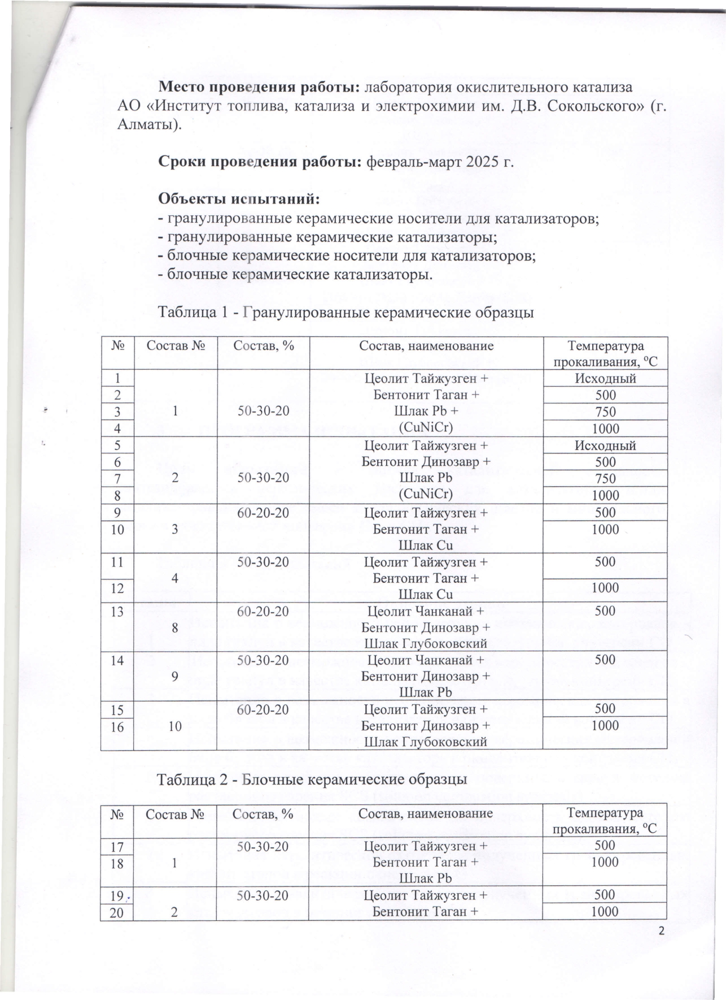 Место проведения работы: лаборатория окислительного катализа
АО «Институт топлива, катализа и электрохимии им. Д.В. Сокольского» (г.
Алматы).
Сроки проведения работы: февраль-март 2025 г.
Объекты испытаний:
- гранулированные керамические носители для катализаторов;
- гранулированные керамические катализаторы;
- блочные керамические носители для катализаторов;
- блочные керамические катализаторы.
Таблица 1 - Гранулированные керамические образцы
№ Состав № Состав, % Состав, наименование Температура
прокаливания, °С
1 Цеолит Тайжузген + Исходный
2 Бентонит Таган + 500
3 1 50-30-20 Шлак Pb + 750
4 (CuNiCr) 1000
5 Цеолит Тайжузген + Исходный
6 Бентонит Динозавр + 500
7 2 50-30-20 Шлак Pb 750
8 (CuNiCr) 1000
9 60-20-20 Цеолит Тайжузген + 500
10 3 Бентонит Таган + 1000
Шлак Cu
11 50-30-20 Цеолит Тайжузген + 500
4 Бентонит Таган +
12 Шлак Cu 1000
13 60-20-20 Цеолит Чанканай + 500
8 Бентонит Динозавр +
Шлак Глубоковский
14 50-30-20 Цеолит Чанканай + 500
9 Бентонит Динозавр +
Шлак Pb
15 60-20-20 Цеолит Тайжузген + 500
16 10 Бентонит Динозавр + 1000
Шлак Глубоковский
Таблица 2 - Блочные керамические образцы
№ Состав № Состав, % Состав, наименование Температура
прокаливания, °С
17 50-30-20 Цеолит Тайжузген + 500
18 1 Бентонит Таган + 1000
Шлак Pb
19 50-30-20 Цеолит Тайжузген + 500
20 2 Бентонит Таган + 1000
2